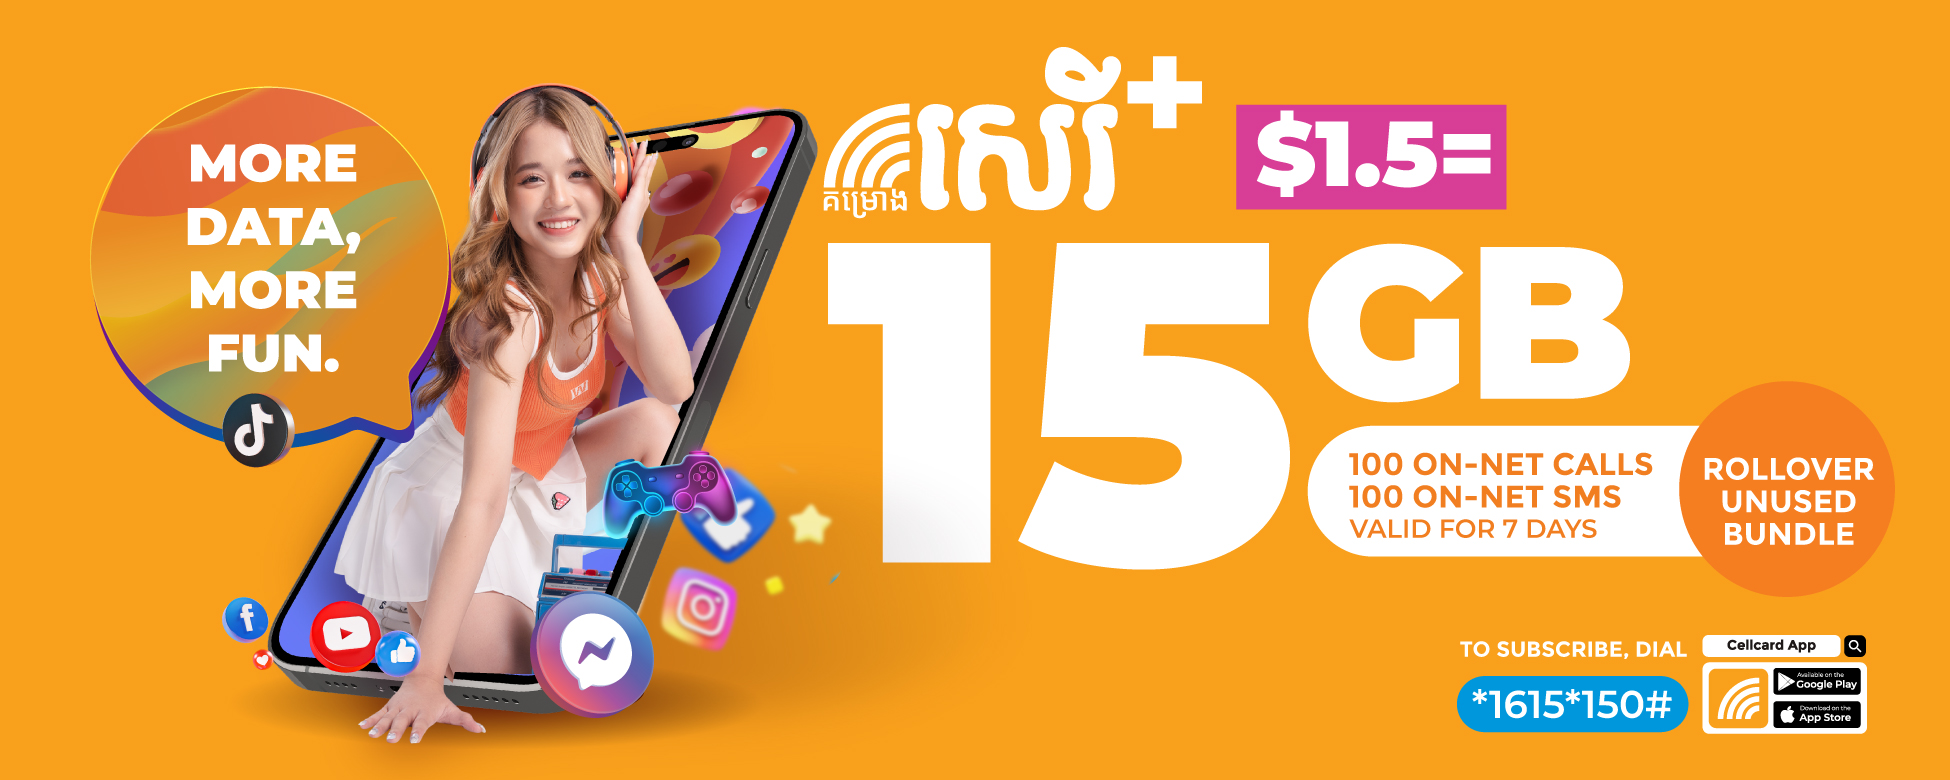 MORE
DATA,
MORE
FUN.
គម្រោង
សេរី+
$1.5=
15GB
100 ON-NET CALLS
100 ON-NET SMS
VALID FOR 7 DAYS
ROLLOVER
UNUSED
BUNDLE
TO SUBSCRIBE, DIAL
*1615*150#
Cellcard App
Available on the
Google Play
Download on the
App Store